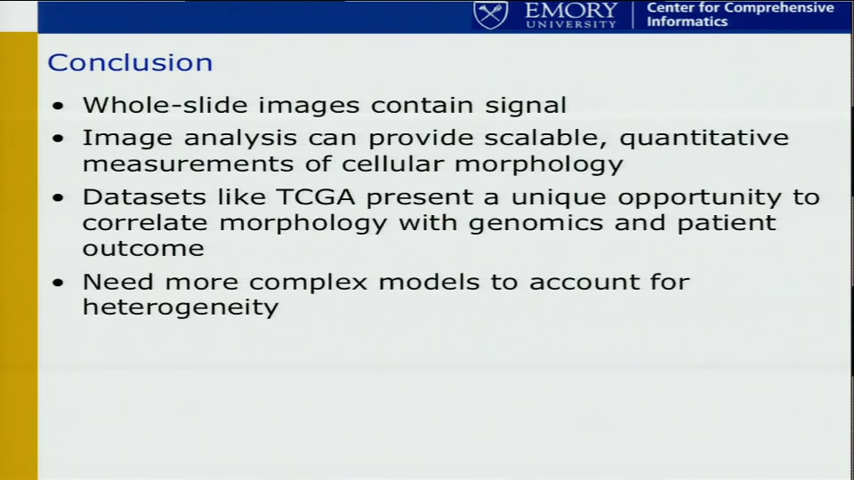 EMORY
UNIVERSITY
Center for Comprehensive
Informatics
Conclusion
• Whole-slide images contain signal
• Image analysis can provide scalable, quantitative
measurements of cellular morphology
• Datasets like TCGA present a unique opportunity to
correlate morphology with genomics and patient
outcome
• Need more complex models to account for
heterogeneity